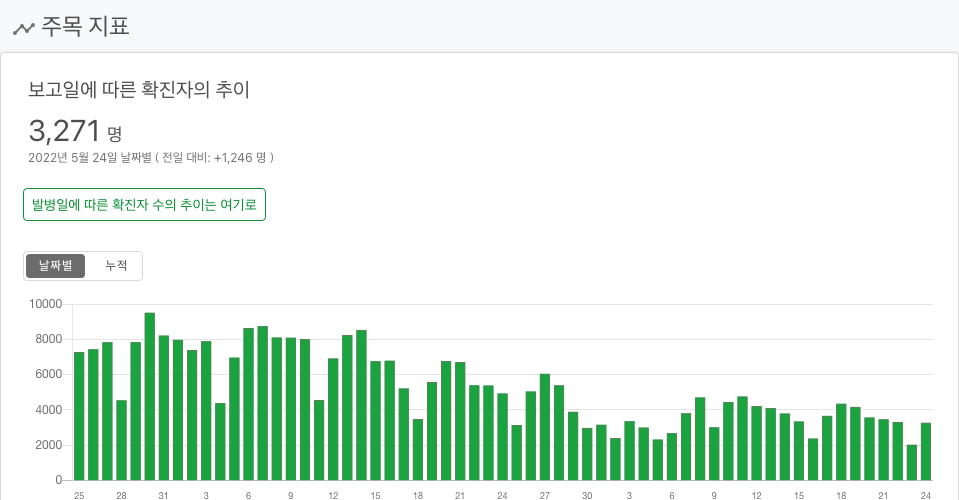 주목 지표
보고일에 따른 확진자의 추이
3,271 명
2022년 5월 24일 날짜별 ( 전일 대비: +1,246 명 )
발병일에 따른 확진자 수의 추이는 여기로
날짜별 누적
10000
8000
6000
4000
2000
0
25 28 31 3 6 9 12 15 18 21 24 27 30 3 6 9 12 15 18 21 24